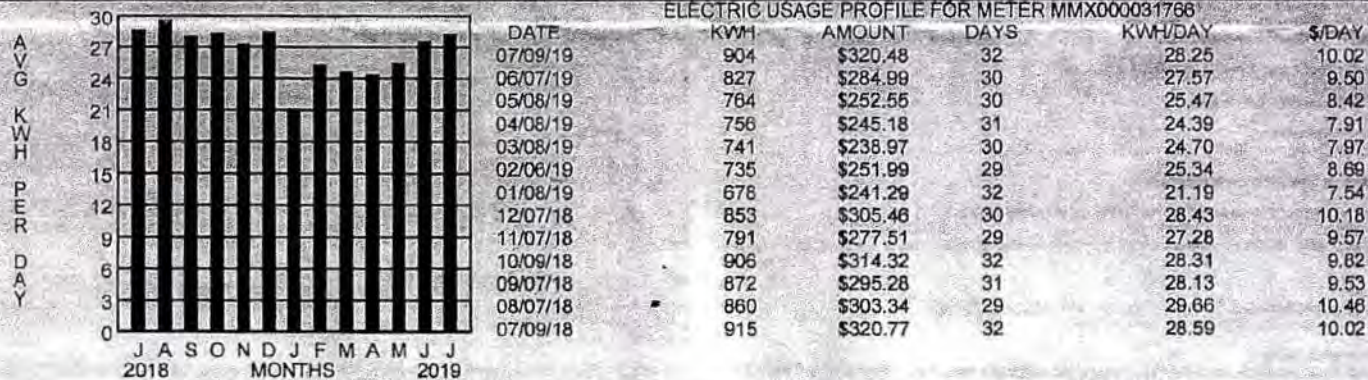 ELECTRIC USAGE PROFILE FOR METER MMX000031766
DATE KWH AMOUNT DAYS KWH/DAY $/DAY
07/09/19 904 $320.48 32 28.25 10.02
06/07/19 827 $284.99 30 27.57 9.50
05/08/19 764 $252.55 30 25.47 8.42
04/08/19 756 $245.18 31 24.39 7.91
03/08/19 741 $238.97 30 24.70 7.97
02/06/19 735 $251.99 29 25.34 8.69
01/08/19 678 $241.29 32 21.19 7.54
12/07/18 853 $305.46 30 28.43 10.18
11/07/18 791 $277.51 29 27.28 9.57
10/09/18 906 $314.32 32 28.31 9.82
09/07/18 872 $295.28 31 28.13 9.53
08/07/18 860 $303.34 29 29.66 10.46
07/09/18 915 $320.77 32 28.59 10.02
AVG KWH PER DAY
30
27
24
21
18
15
12
9
6
3
0
J A S O N D J F M A M J J
2018 MONTHS 2019